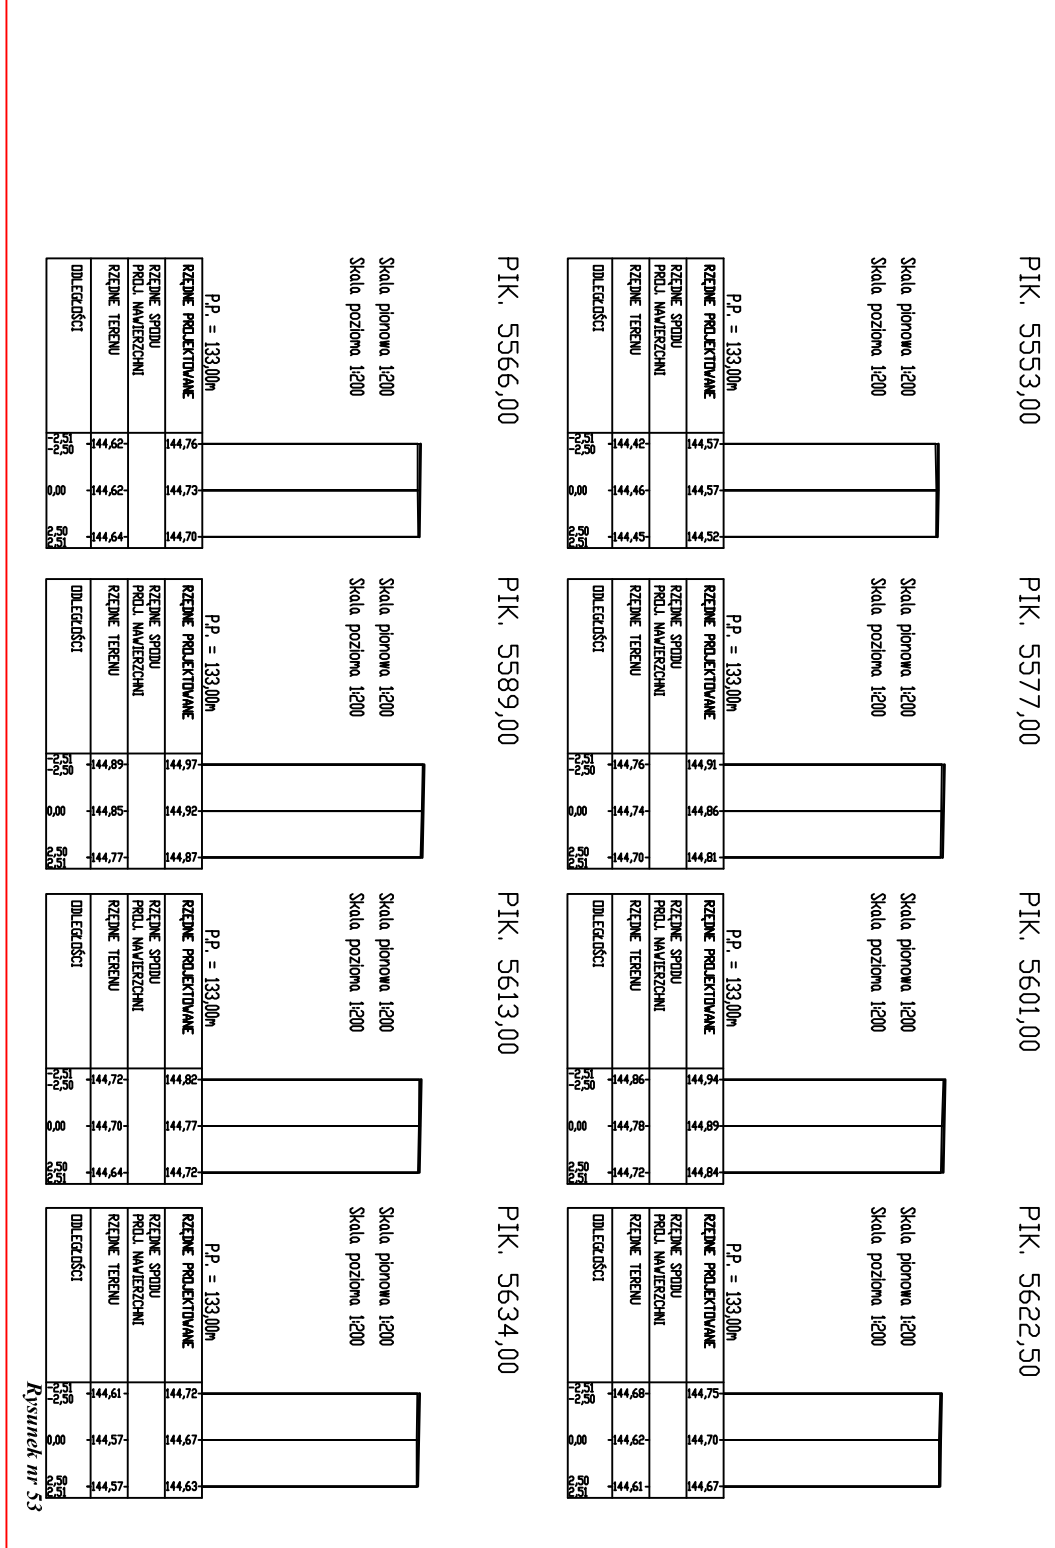 PIK. 5553,00
Skala pionowa 1:200
Skala pozioma 1:200
P.P. = 133,00m
RZĘDNE PROJEKTOWANE 144,57 144,57 144,52
RZĘDNE SPODU
PROJ. NAWIERZCHNI
RZĘDNE TERENU 144,42 144,46 144,45
ODLEGŁOŚCI -2,51 -2,50 0,00 2,50 2,51
PIK. 5577,00
Skala pionowa 1:200
Skala pozioma 1:200
P.P. = 133,00m
RZĘDNE PROJEKTOWANE 144,91 144,86 144,81
RZĘDNE SPODU
PROJ. NAWIERZCHNI
RZĘDNE TERENU 144,76 144,74 144,70
ODLEGŁOŚCI -2,51 -2,50 0,00 2,50 2,51
PIK. 5601,00
Skala pionowa 1:200
Skala pozioma 1:200
P.P. = 133,00m
RZĘDNE PROJEKTOWANE 144,94 144,89 144,84
RZĘDNE SPODU
PROJ. NAWIERZCHNI
RZĘDNE TERENU 144,86 144,78 144,72
ODLEGŁOŚCI -2,51 -2,50 0,00 2,50 2,51
PIK. 5622,50
Skala pionowa 1:200
Skala pozioma 1:200
P.P. = 133,00m
RZĘDNE PROJEKTOWANE 144,75 144,70 144,67
RZĘDNE SPODU
PROJ. NAWIERZCHNI
RZĘDNE TERENU 144,68 144,62 144,61
ODLEGŁOŚCI -2,51 -2,50 0,00 2,50 2,51
PIK. 5566,00
Skala pionowa 1:200
Skala pozioma 1:200
P.P. = 133,00m
RZĘDNE PROJEKTOWANE 144,76 144,73 144,70
RZĘDNE SPODU
PROJ. NAWIERZCHNI
RZĘDNE TERENU 144,62 144,62 144,64
ODLEGŁOŚCI -2,51 -2,50 0,00 2,50 2,51
PIK. 5589,00
Skala pionowa 1:200
Skala pozioma 1:200
P.P. = 133,00m
RZĘDNE PROJEKTOWANE 144,97 144,92 144,87
RZĘDNE SPODU
PROJ. NAWIERZCHNI
RZĘDNE TERENU 144,89 144,85 144,77
ODLEGŁOŚCI -2,51 -2,50 0,00 2,50 2,51
PIK. 5613,00
Skala pionowa 1:200
Skala pozioma 1:200
P.P. = 133,00m
RZĘDNE PROJEKTOWANE 144,82 144,77 144,72
RZĘDNE SPODU
PROJ. NAWIERZCHNI
RZĘDNE TERENU 144,72 144,70 144,64
ODLEGŁOŚCI -2,51 -2,50 0,00 2,50 2,51
PIK. 5634,00
Skala pionowa 1:200
Skala pozioma 1:200
P.P. = 133,00m
RZĘDNE PROJEKTOWANE 144,72 144,67 144,63
RZĘDNE SPODU
PROJ. NAWIERZCHNI
RZĘDNE TERENU 144,61 144,57 144,57
ODLEGŁOŚCI -2,51 -2,50 0,00 2,50 2,51
Rysunek nr 53